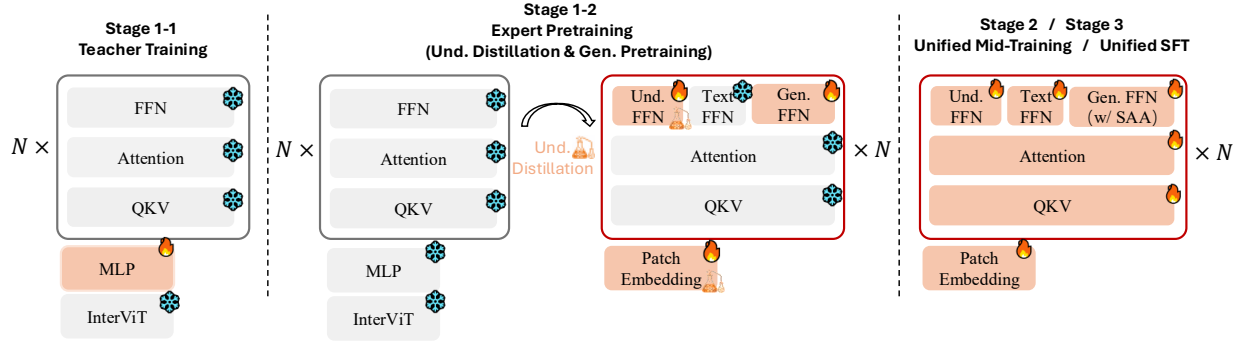 Stage 1-1
Teacher Training
FFN
Attention
QKV
N ×
MLP
InterViT
Stage 1-2
Expert Pretraining
(Und. Distillation & Gen. Pretraining)
N ×
FFN
Attention
QKV
MLP
InterViT
Und.
Distillation
Und.
FFN
Text
FFN
Gen.
FFN
Attention
QKV
× N
Patch
Embedding
Stage 2 / Stage 3
Unified Mid-Training / Unified SFT
Und.
FFN
Text
FFN
Gen. FFN
(w/ SAA)
Attention
QKV
× N
Patch
Embedding